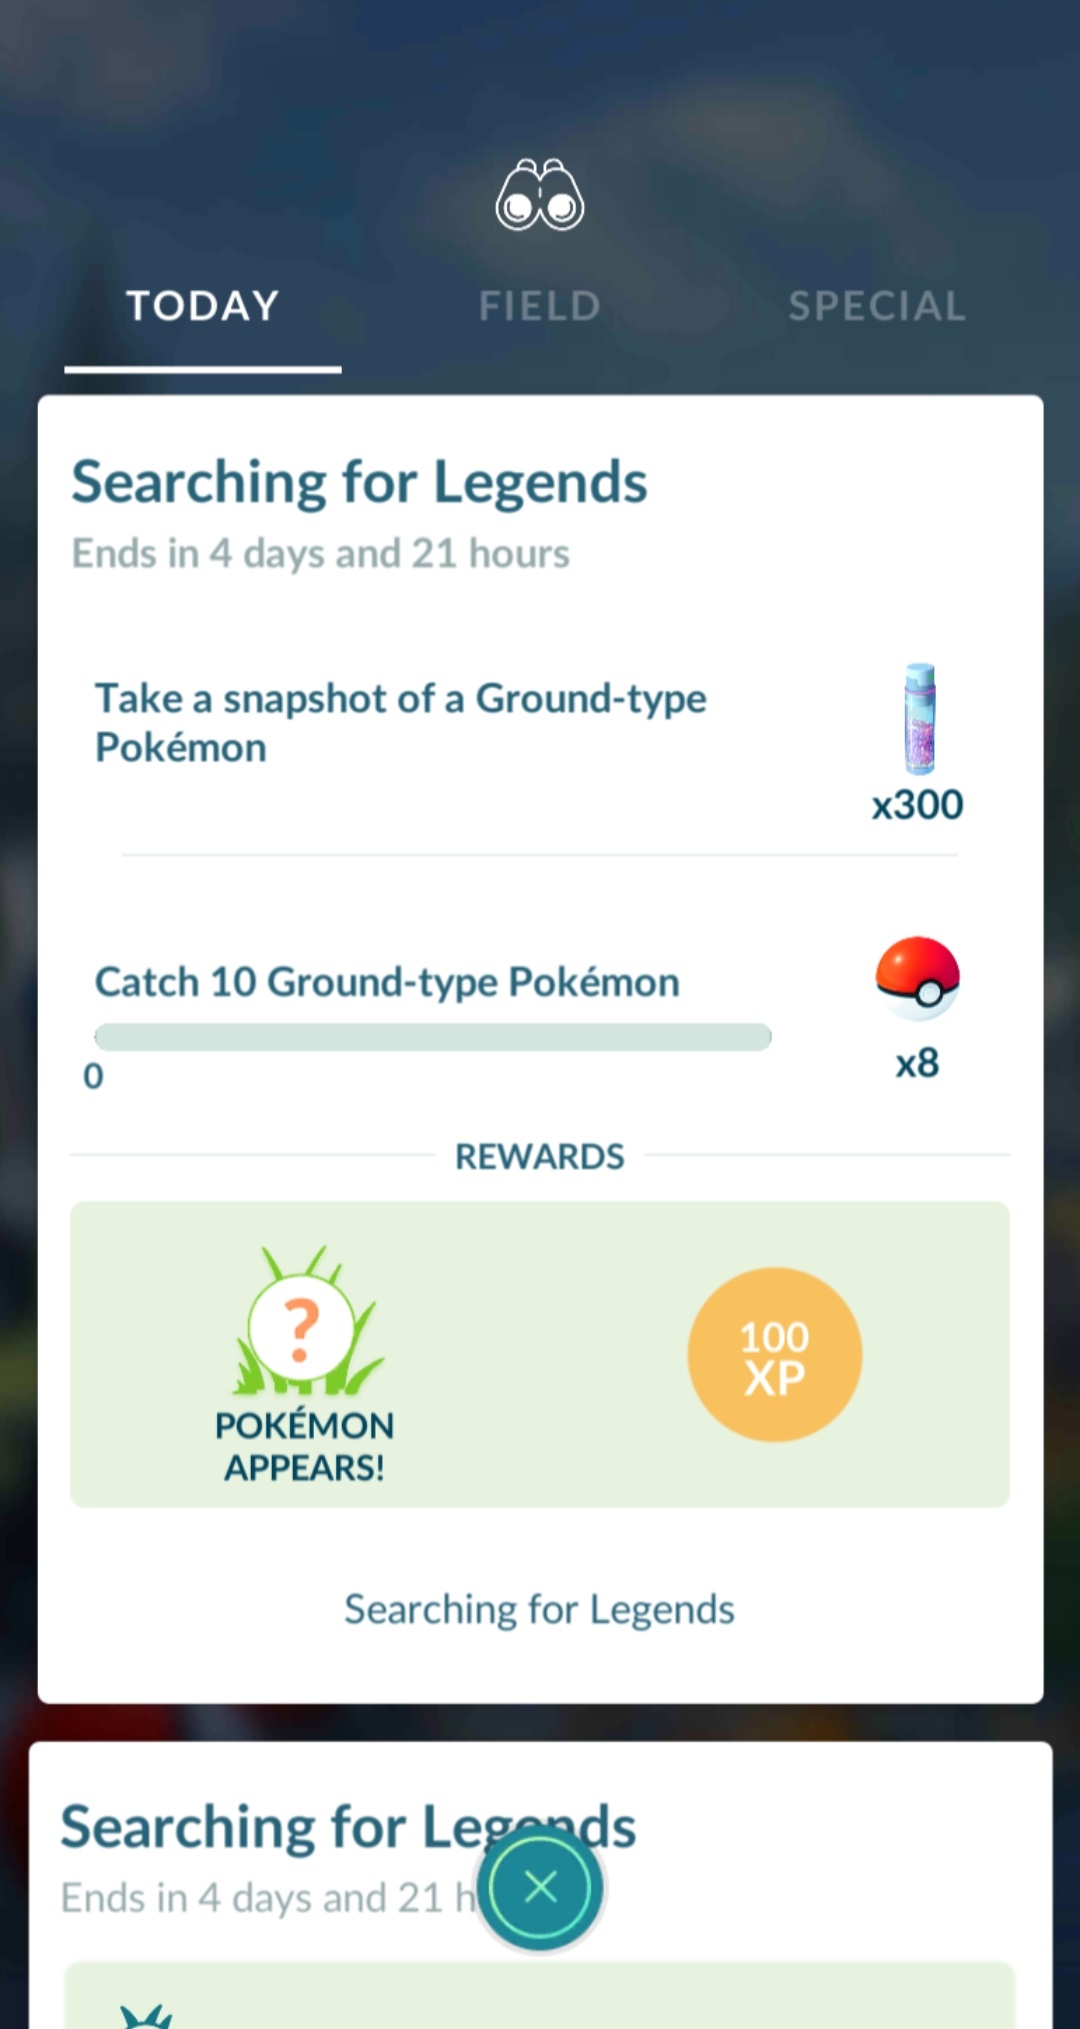 TODAY
FIELD
SPECIAL
Searching for Legends
Ends in 4 days and 21 hours
Take a snapshot of a Ground-type
Pokémon
x300
Catch 10 Ground-type Pokémon
0
x8
REWARDS
?
POKÉMON
APPEARS!
100
XP
Searching for Legends
Searching for Legends
Ends in 4 days and 21 h